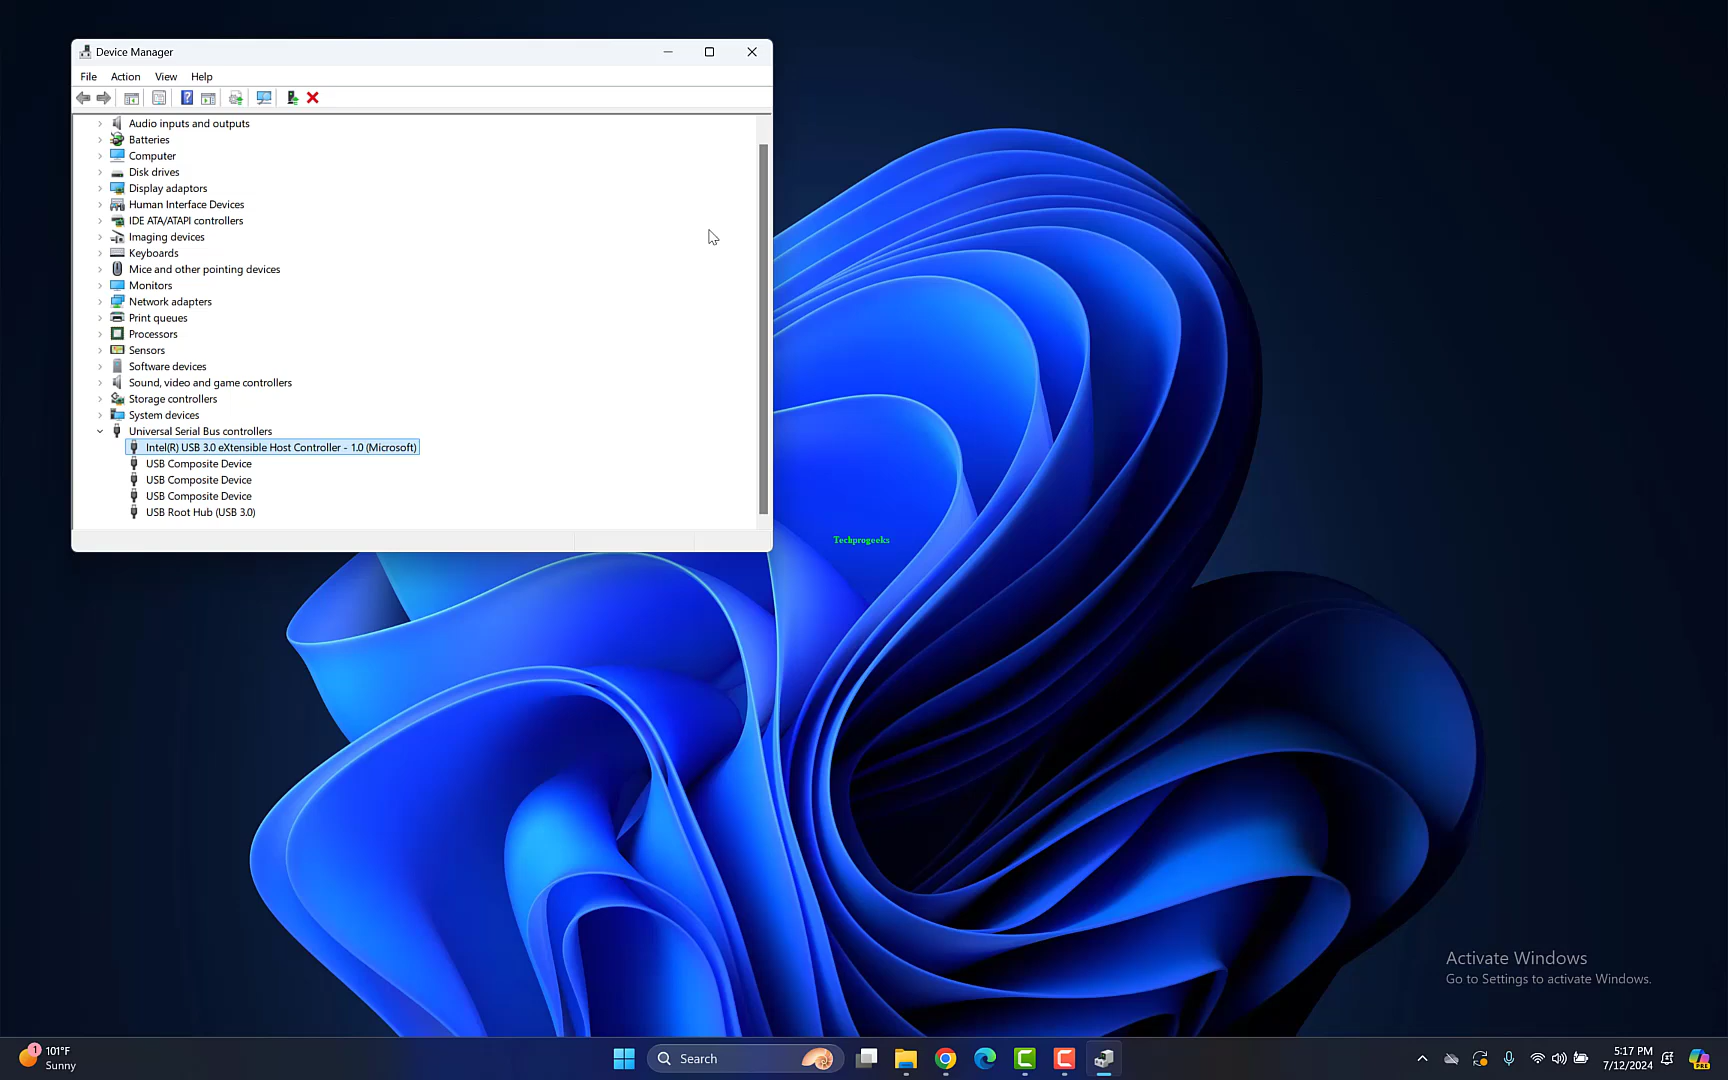 Device Manager
File Action View Help
Audio inputs and outputs
Batteries
Computer
Disk drives
Display adaptors
Human Interface Devices
IDE ATA/ATAPI controllers
Imaging devices
Keyboards
Mice and other pointing devices
Monitors
Network adapters
Print queues
Processors
Sensors
Software devices
Sound, video and game controllers
Storage controllers
System devices
Universal Serial Bus controllers
Intel(R) USB 3.0 eXtensible Host Controller - 1.0 (Microsoft)
USB Composite Device
USB Composite Device
USB Composite Device
USB Root Hub (USB 3.0)
Techprogeeks
Activate Windows
Go to Settings to activate Windows.
1
101°F
Sunny
Search
5:17 PM
7/12/2024
PRE